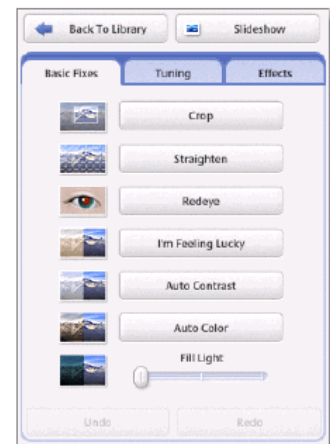 Back To Library Slideshow
Basic Fixes Tuning Effects
Crop
Straighten
Redeye
I'm Feeling Lucky
Auto Contrast
Auto Color
Fill Light
Undo Redo